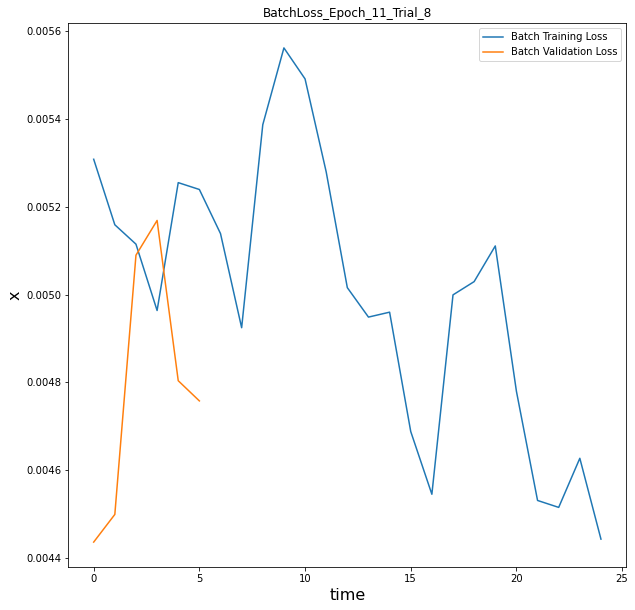 BatchLoss_Epoch_11_Trial_8
Batch Training Loss
Batch Validation Loss
0.0056
0.0054
0.0052
0.0050
0.0048
0.0046
0.0044
x
0 5 10 15 20 25
time